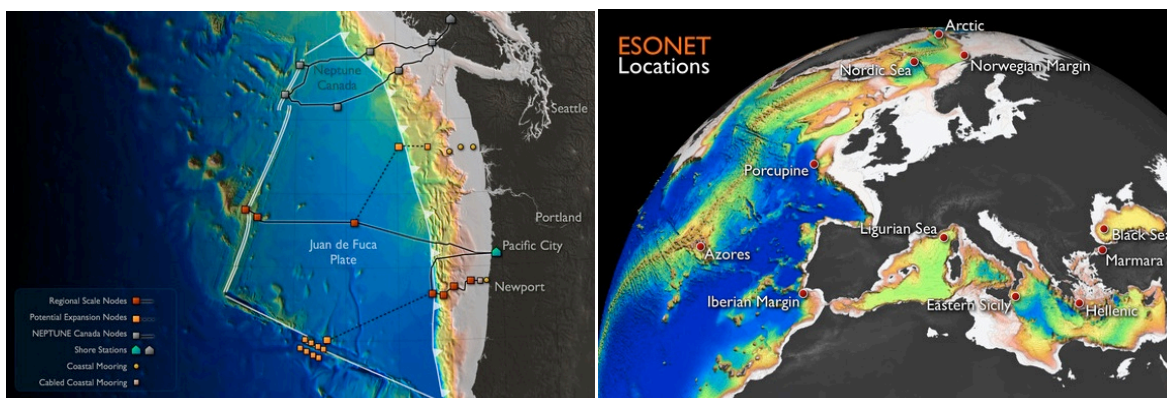 Neptune
Canada
Seattle
Portland
Juan de Fuca
Plate
Pacific City
Newport
Regional Scale Nodes
Potential Expansion Nodes
NEPTUNE Canada Nodes
Shore Stations
Coastal Mooring
Cabled Coastal Mooring
ESONET
Locations
Arctic
Nordic Sea
Norwegian Margin
Porcupine
Ligurian Sea
Black Sea
Azores
Marmara
Iberian Margin
Eastern Sicily
Hellenic